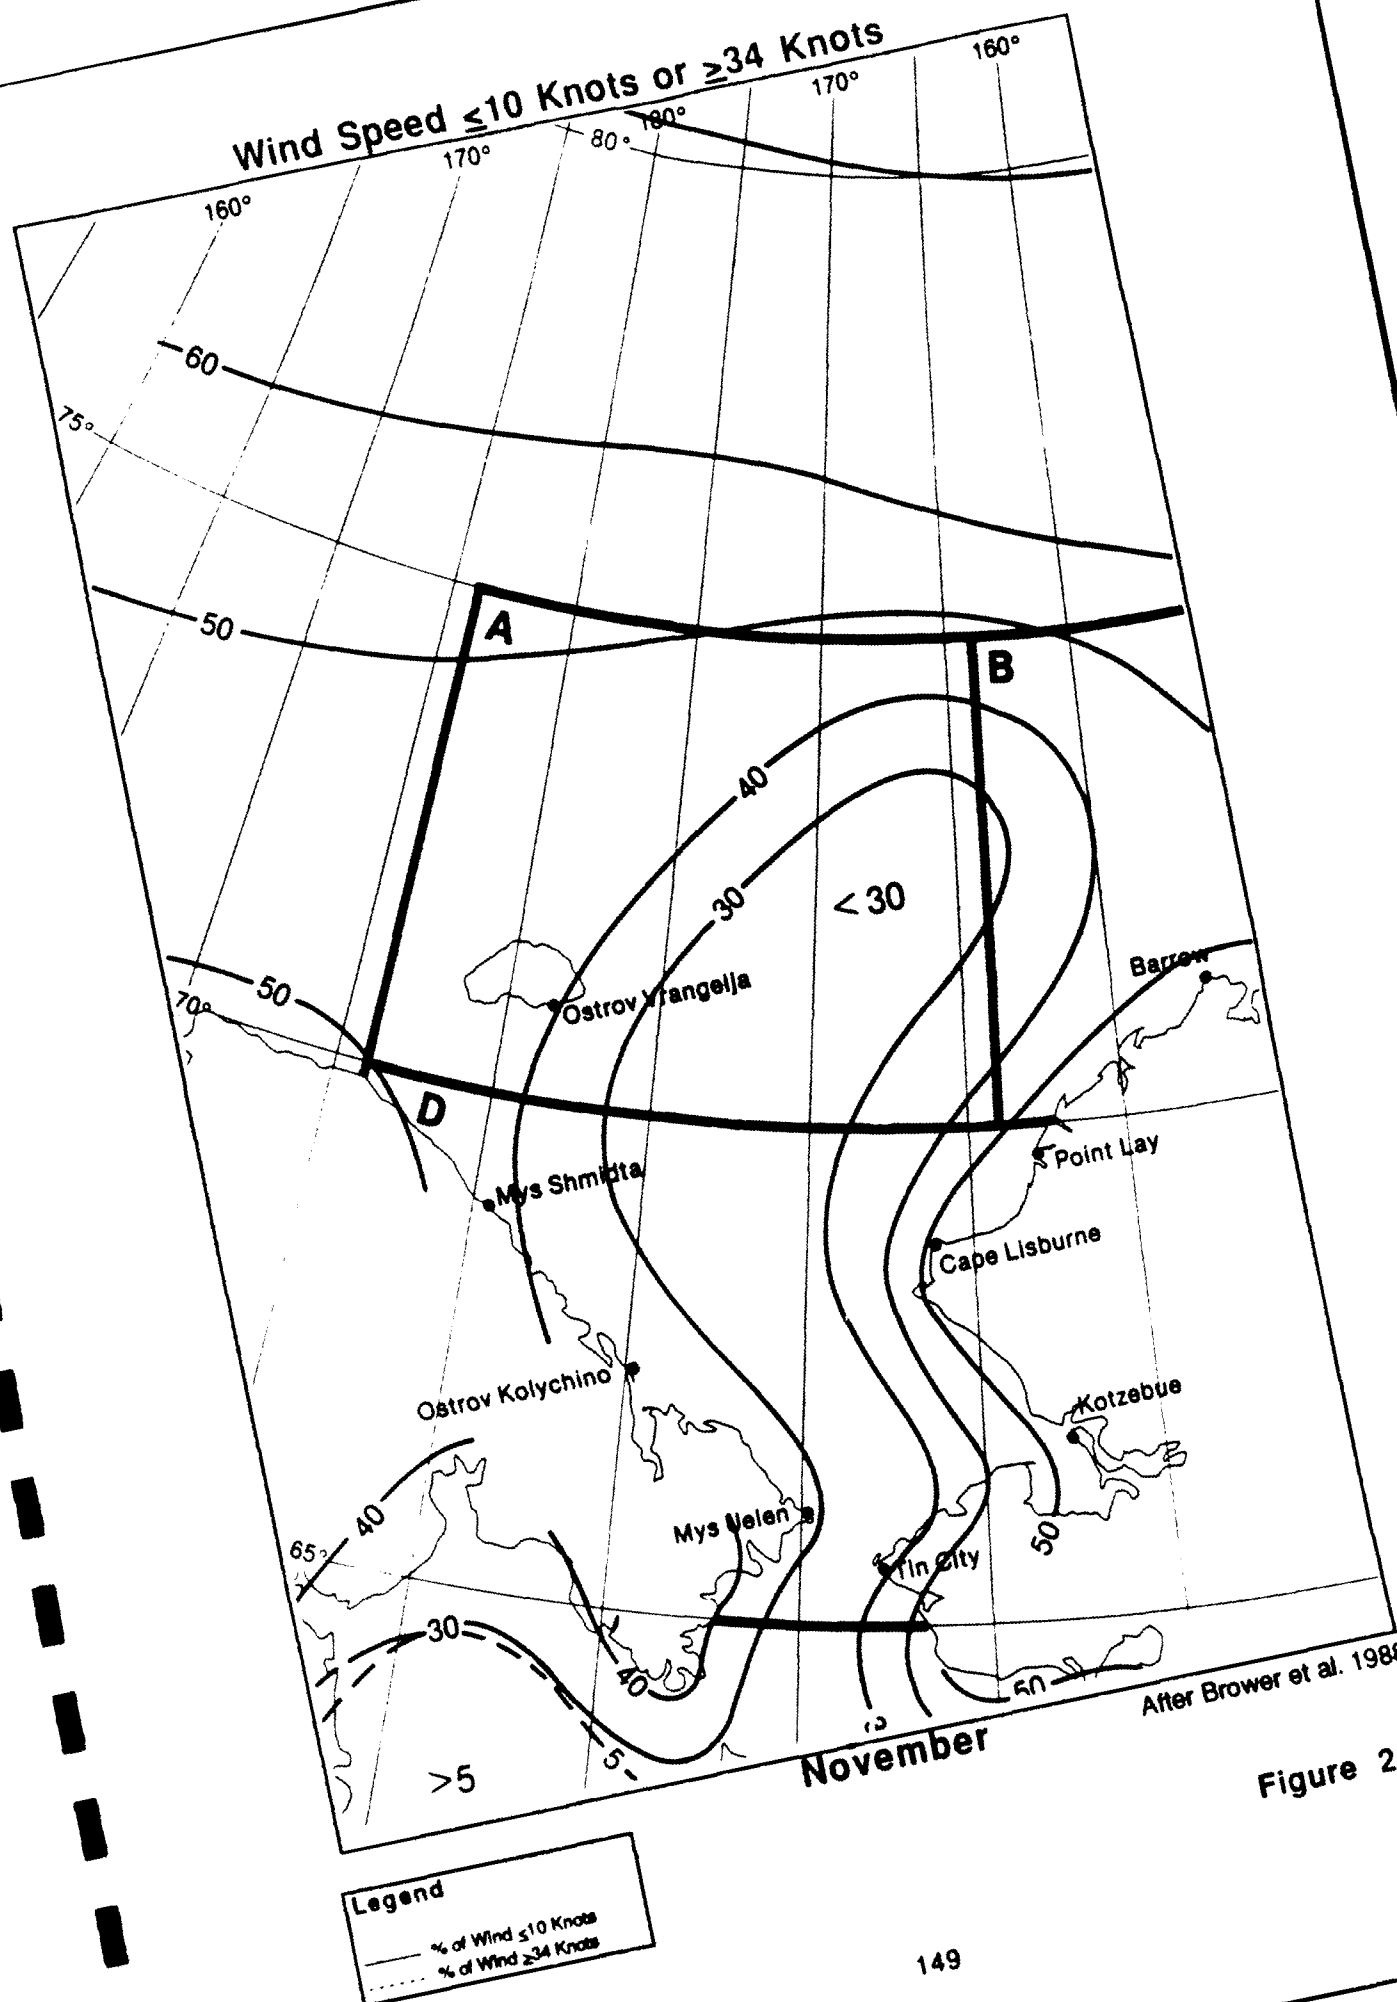 Wind Speed ≤10 Knots or ≥34 Knots
160°
170°
180°
170°
160°
80°
60
75°
50
A
B
40
30
< 30
50
70°
Ostrov Vrangelja
Barrow
D
Mys Shmidta
Point Lay
Cape Lisburne
Ostrov Kolychino
Kotzebue
40
Mys Uelen
50
65°
Tin City
30
40
50
5
>5
After Brower et al. 1988
November
Figure 2
Legend
% of Wind ≤10 Knots
% of Wind ≥34 Knots
149